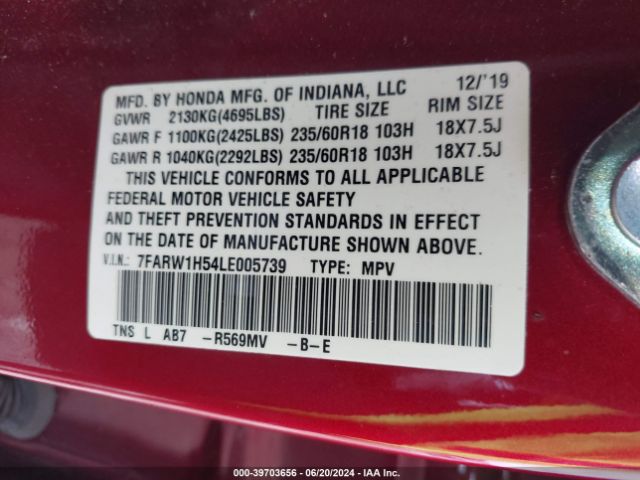 MFD. BY HONDA MFG. OF INDIANA, LLC 12/'19
GVWR 2130KG(4695LBS) TIRE SIZE RIM SIZE
GAWR F 1100KG(2425LBS) 235/60R18 103H 18X7.5J
GAWR R 1040KG(2292LBS) 235/60R18 103H 18X7.5J
THIS VEHICLE CONFORMS TO ALL APPLICABLE
FEDERAL MOTOR VEHICLE SAFETY
AND THEFT PREVENTION STANDARDS IN EFFECT
ON THE DATE OF MANUFACTURE SHOWN ABOVE.
V.I.N.: 7FARW1H54LE005739 TYPE: MPV
TNS L AB7 -R569MV -B-E
000-39703656 | 06/20/2024 | IAA Inc.